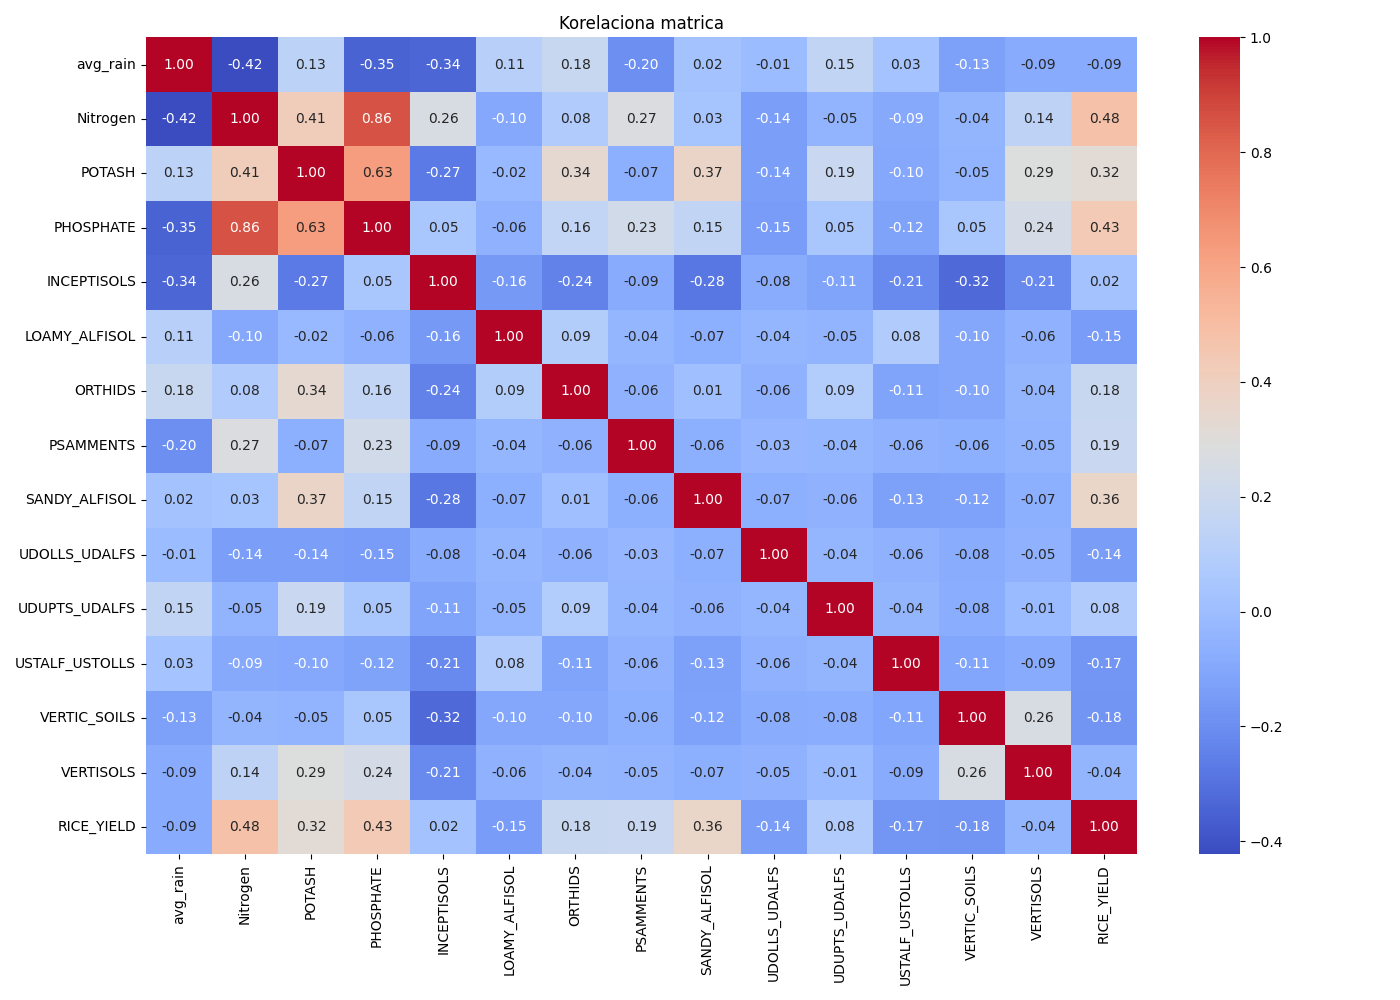 Korelaciona matrica
avg_rain 1.00 -0.42 0.13 -0.35 -0.34 0.11 0.18 -0.20 0.02 -0.01 0.15 0.03 -0.13 -0.09 -0.09
Nitrogen -0.42 1.00 0.41 0.86 0.26 -0.10 0.08 0.27 0.03 -0.14 -0.05 -0.09 -0.04 0.14 0.48
POTASH 0.13 0.41 1.00 0.63 -0.27 -0.02 0.34 -0.07 0.37 -0.14 0.19 -0.10 -0.05 0.29 0.32
PHOSPHATE -0.35 0.86 0.63 1.00 0.05 -0.06 0.16 0.23 0.15 -0.15 0.05 -0.12 0.05 0.24 0.43
INCEPTISOLS -0.34 0.26 -0.27 0.05 1.00 -0.16 -0.24 -0.09 -0.28 -0.08 -0.11 -0.21 -0.32 -0.21 0.02
LOAMY_ALFISOL 0.11 -0.10 -0.02 -0.06 -0.16 1.00 0.09 -0.04 -0.07 -0.04 -0.05 0.08 -0.10 -0.06 -0.15
ORTHIDS 0.18 0.08 0.34 0.16 -0.24 0.09 1.00 -0.06 0.01 -0.06 0.09 -0.11 -0.10 -0.04 0.18
PSAMMENTS -0.20 0.27 -0.07 0.23 -0.09 -0.04 -0.06 1.00 -0.06 -0.03 -0.04 -0.06 -0.06 -0.05 0.19
SANDY_ALFISOL 0.02 0.03 0.37 0.15 -0.28 -0.07 0.01 -0.06 1.00 -0.07 -0.06 -0.13 -0.12 -0.07 0.36
UDOLLS_UDALFS -0.01 -0.14 -0.14 -0.15 -0.08 -0.04 -0.06 -0.03 -0.07 1.00 -0.04 -0.06 -0.08 -0.05 -0.14
UDUPTS_UDALFS 0.15 -0.05 0.19 0.05 -0.11 -0.05 0.09 -0.04 -0.06 -0.04 1.00 -0.04 -0.08 -0.01 0.08
USTALF_USTOLLS 0.03 -0.09 -0.10 -0.12 -0.21 0.08 -0.11 -0.06 -0.13 -0.06 -0.04 1.00 -0.11 -0.09 -0.17
VERTIC_SOILS -0.13 -0.04 -0.05 0.05 -0.32 -0.10 -0.10 -0.06 -0.12 -0.08 -0.08 -0.11 1.00 0.26 -0.18
VERTISOLS -0.09 0.14 0.29 0.24 -0.21 -0.06 -0.04 -0.05 -0.07 -0.05 -0.01 -0.09 0.26 1.00 -0.04
RICE_YIELD -0.09 0.48 0.32 0.43 0.02 -0.15 0.18 0.19 0.36 -0.14 0.08 -0.17 -0.18 -0.04 1.00
avg_rain Nitrogen POTASH PHOSPHATE INCEPTISOLS LOAMY_ALFISOL ORTHIDS PSAMMENTS SANDY_ALFISOL UDOLLS_UDALFS UDUPTS_UDALFS USTALF_USTOLLS VERTIC_SOILS VERTISOLS RICE_YIELD
1.0
0.8
0.6
0.4
0.2
0.0
−0.2
−0.4